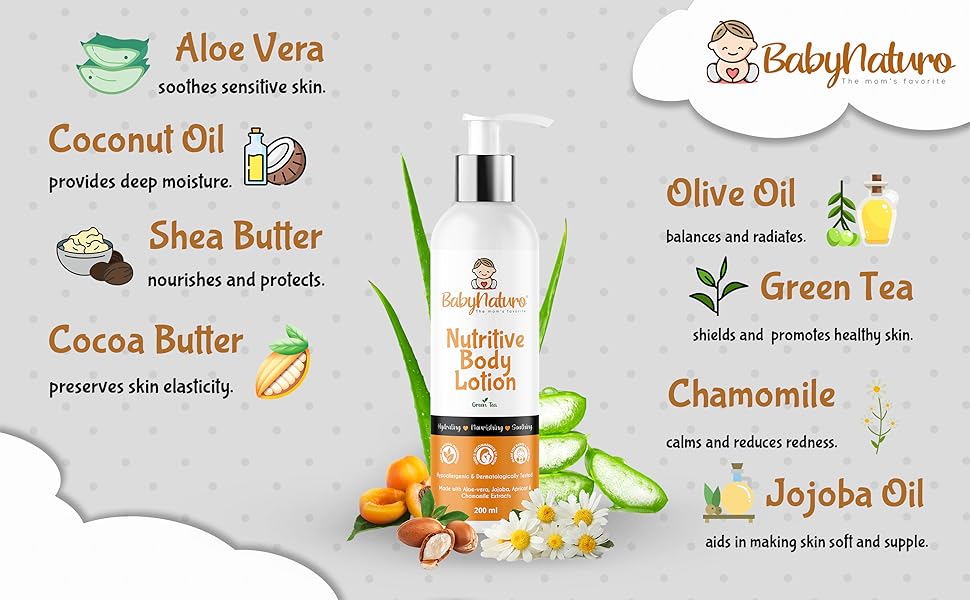 Aloe Vera
soothes sensitive skin.
Coconut Oil
provides deep moisture.
Shea Butter
nourishes and protects.
Cocoa Butter
preserves skin elasticity.
BabyNaturo
The mom's favorite
Nutritive
Body
Lotion
Green Tea
Hydrating Nourishing Soothing
Hypoallergenic & Dermatologically Tested
Made with Aloe-vera, Jojoba, Apricot &
Chamomile Extracts
200 ml
BabyNaturo
The mom's favorite
Olive Oil
balances and radiates.
Green Tea
shields and promotes healthy skin.
Chamomile
calms and reduces redness.
Jojoba Oil
aids in making skin soft and supple.